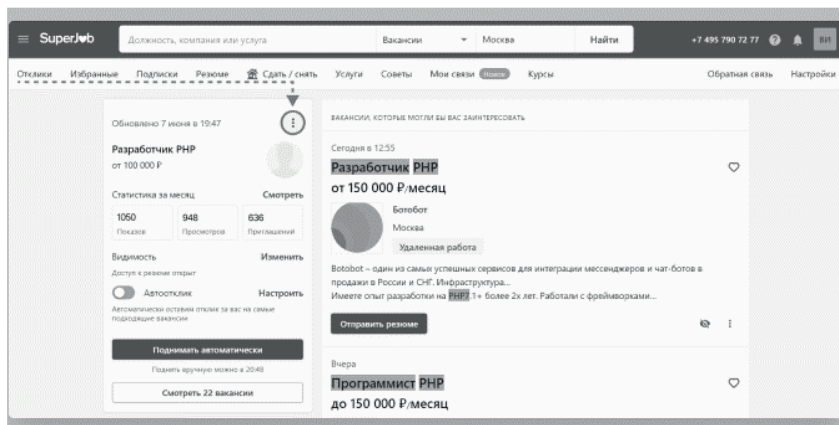 SuperJob
Должность, компания или услуга
Вакансии
Москва
Найти
+7 495 790 72 77
ВИ
Отклики Избранные Подписки Резюме Сдать / снять Услуги Советы Мои связи Новое Курсы Обратная связь Настройки
Обновлено 7 июня в 19:47
Разработчик PHP
от 100 000 ₽
Статистика за месяц Смотреть
1050 948 636
Показов Просмотров Приглашений
Видимость Изменить
Доступ к резюме открыт
Автоотклик Настроить
Автоматически оставим отклик за вас на самые
подходящие вакансии
Поднимать автоматически
Поднять вручную можно в 20:48
Смотреть 22 вакансии
ВАКАНСИИ, КОТОРЫЕ МОГЛИ БЫ ВАС ЗАИНТЕРЕСОВАТЬ
Сегодня в 12:55
Разработчик PHP
от 150 000 ₽/месяц
Ботобот
Москва
Удаленная работа
Botobot – один из самых успешных сервисов для интеграции мессенджеров и чат-ботов в
продажи в России и СНГ. Инфраструктура...
Имеете опыт разработки на PHP7.1+ более 2х лет. Работали с фреймворками...
Отправить резюме
Вчера
Программист PHP
до 150 000 ₽/месяц